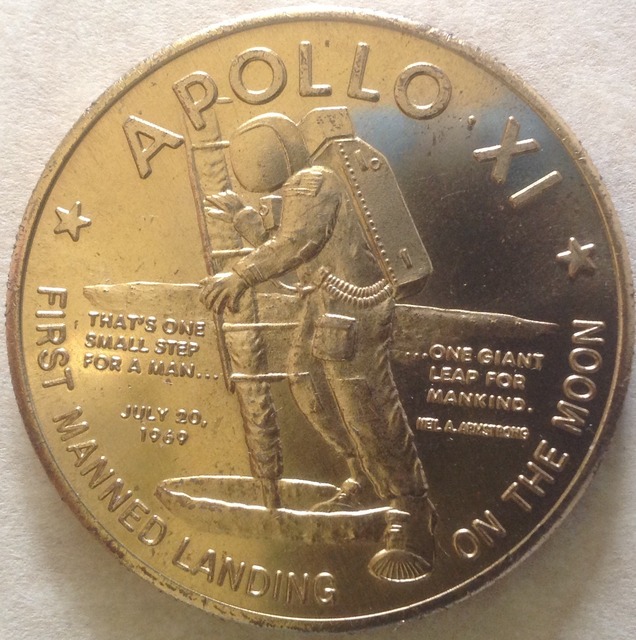 APOLLO XI
THAT'S ONE
SMALL STEP
FOR A MAN...
JULY 20,
1969
...ONE GIANT
LEAP FOR
MANKIND.
NEIL A. ARMSTRONG
FIRST MANNED LANDING ON THE MOON